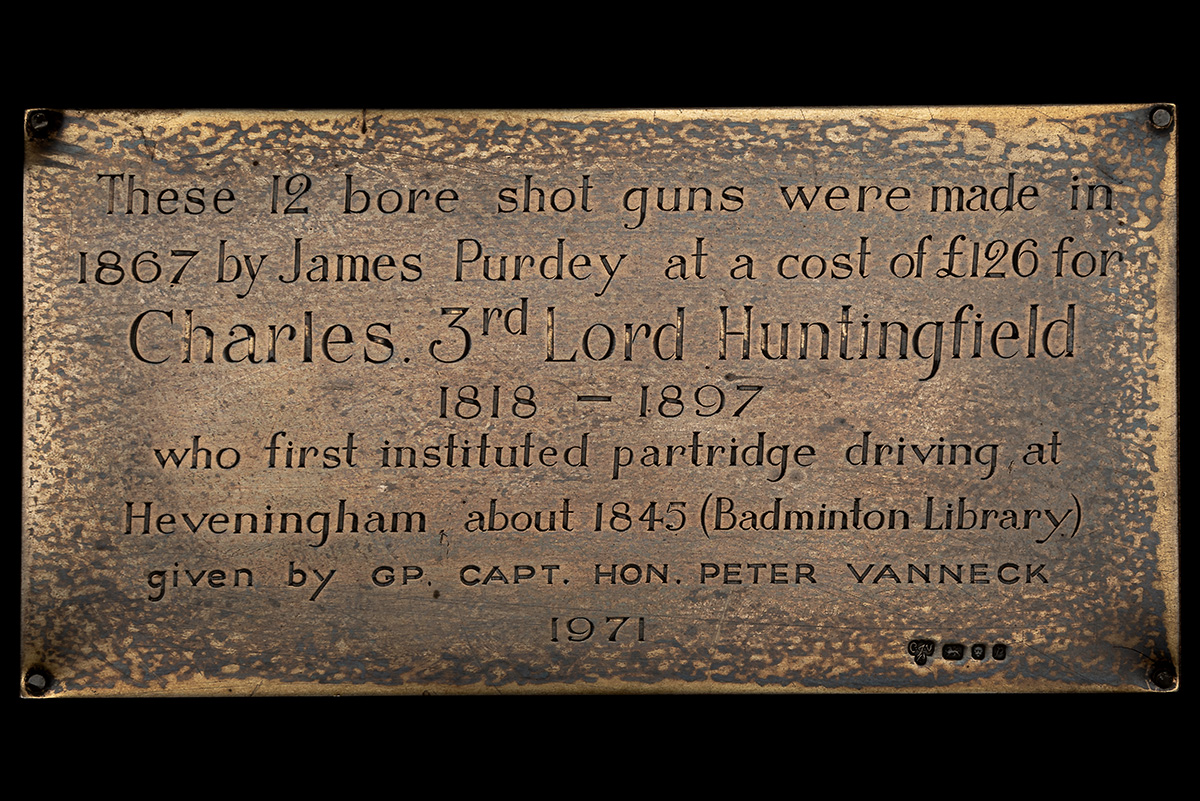 These 12 bore shot guns were made in
1867 by James Purdey at a cost of £126 for
Charles. 3rd Lord Huntingfield
1818 – 1897
who first instituted partridge driving, at
Heveningham, about 1845 (Badminton Library.)
given by GP. CAPT. HON. PETER VANNECK
1971